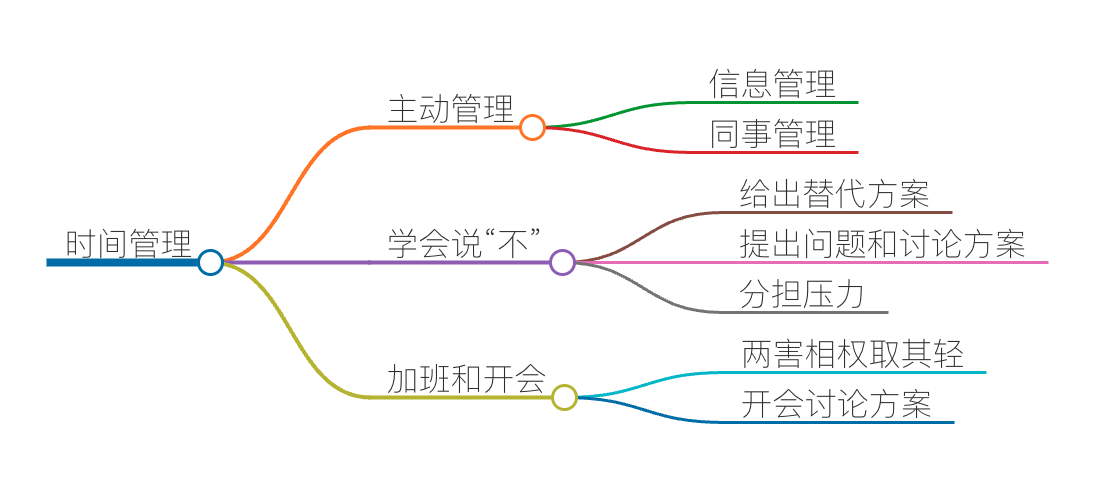 时间管理
主动管理
信息管理
同事管理
学会说“不”
给出替代方案
提出问题和讨论方案
分担压力
加班和开会
两害相权取其轻
开会讨论方案